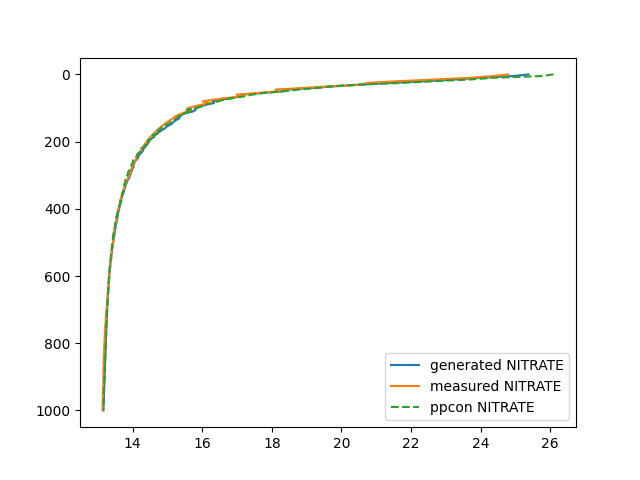 0
200
400
600
800
1000
14 16 18 20 22 24 26
generated NITRATE
measured NITRATE
ppcon NITRATE